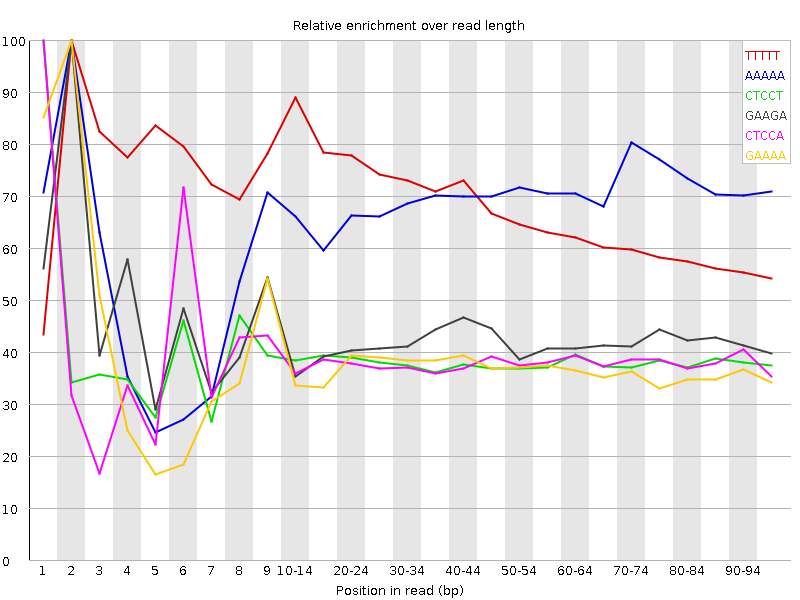 Relative enrichment over read length
100
90
80
70
60
50
40
30
20
10
0
TTTTT
AAAAA
CTCCT
GAAGA
CTCCA
GAAAA
1 2 3 4 5 6 7 8 9 10-14 20-24 30-34 40-44 50-54 60-64 70-74 80-84 90-94
Position in read (bp)